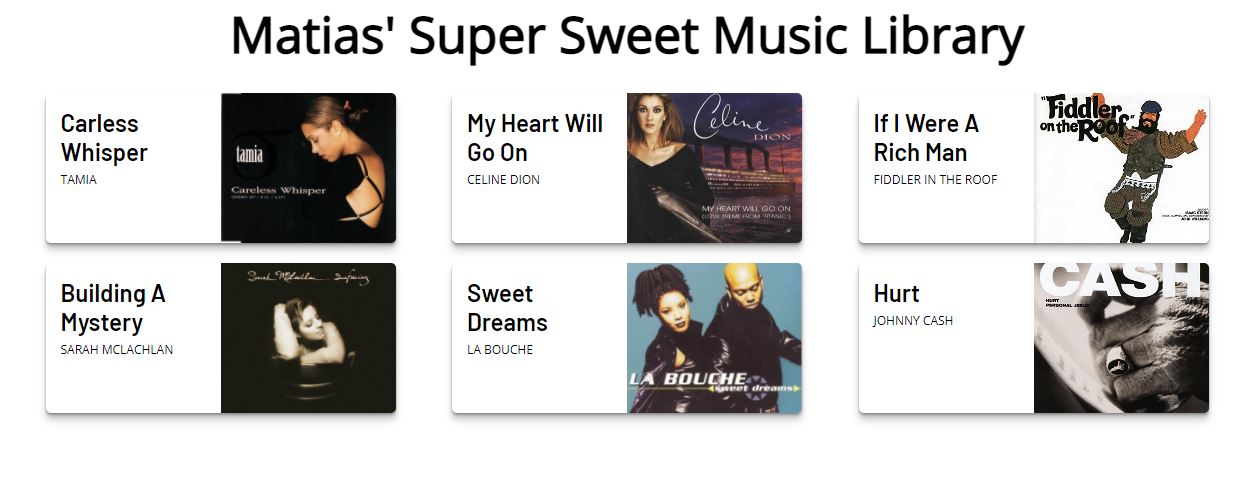 Matias' Super Sweet Music Library
Carless
Whisper
TAMIA
tamia
Careless Whisper
My Heart Will
Go On
CELINE DION
Celine
DION
MY HEART WILL GO ON
(LOVE THEME FROM 'TITANIC')
If I Were A
Rich Man
FIDDLER IN THE ROOF
"Fiddler
on the Roof"
Building A
Mystery
SARAH MCLACHLAN
Sarah McLachlan Surfacing
Sweet
Dreams
LA BOUCHE
LA BOUCHE
sweet dreams
Hurt
JOHNNY CASH
CASH
HURT
PERSONAL JESUS